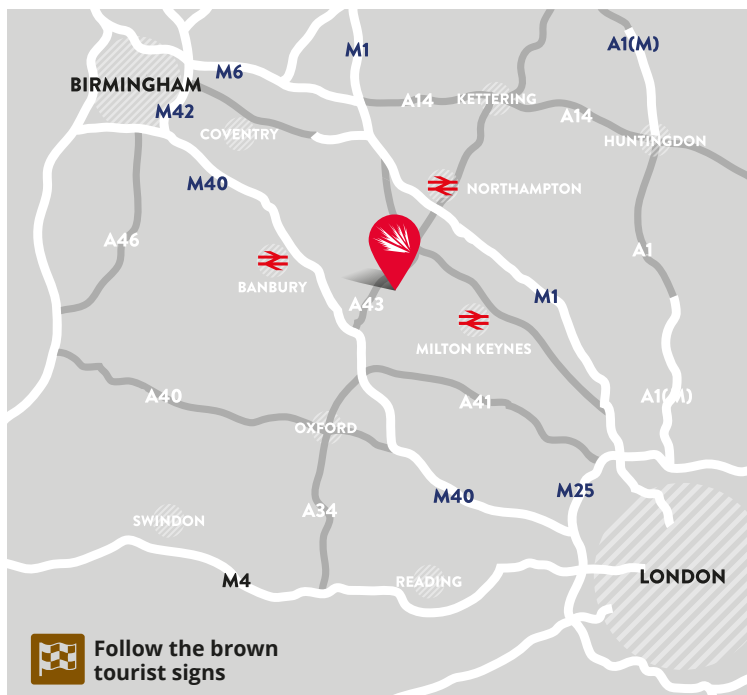 A1(M)
M1
M6
BIRMINGHAM
KETTERING
A14
M42
A14
COVENTRY
HUNTINGDON
M40
NORTHAMPTON
A46
A1
BANBURY
M1
A43
MILTON KEYNES
A40
A1(M)
A41
OXFORD
M25
M40
A34
SWINDON
M4
READING
LONDON
Follow the brown
tourist signs